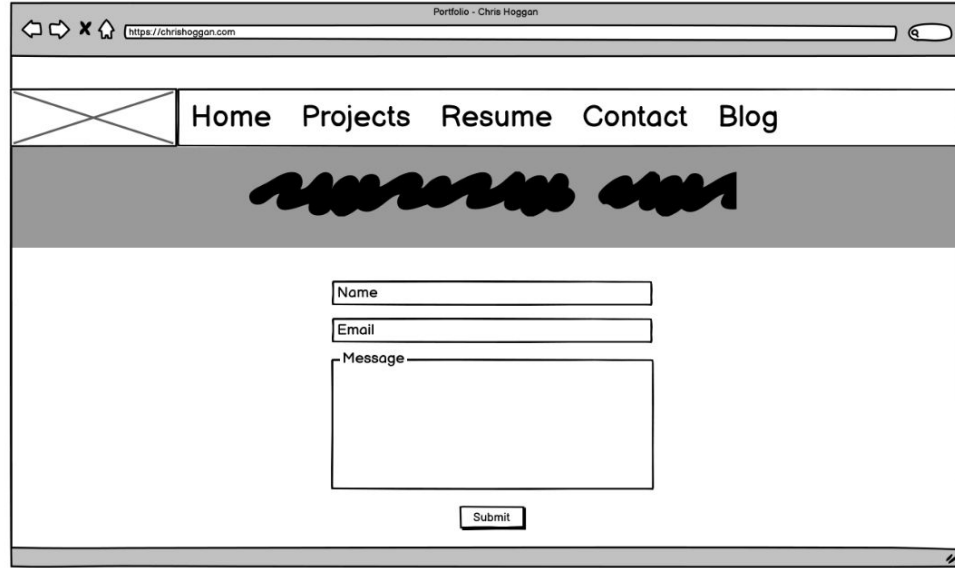 Portfolio - Chris Hoggan
https://chrishoggan.com
Home Projects Resume Contact Blog
Name
Email
Message
Submit